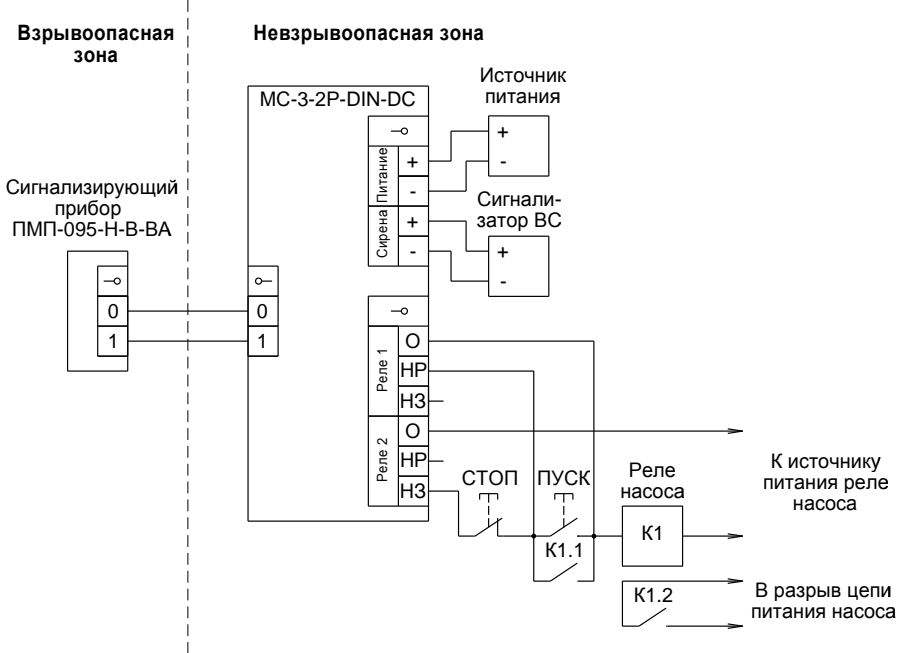 Взрывоопасная
зона
Невзрывоопасная зона
МС-3-2Р-DIN-DC
Источник
питания
Питание
+
-
+
-
Сигнализирующий
прибор
ПМП-095-Н-В-ВА
Сирена
+
-
Сигнали-
затор ВС
+
-
0
1
0
1
Реле 1
О
НР
НЗ
Реле 2
О
НР
НЗ
СТОП
ПУСК
К1.1
Реле
насоса
К1
К источнику
питания реле
насоса
К1.2
В разрыв цепи
питания насоса